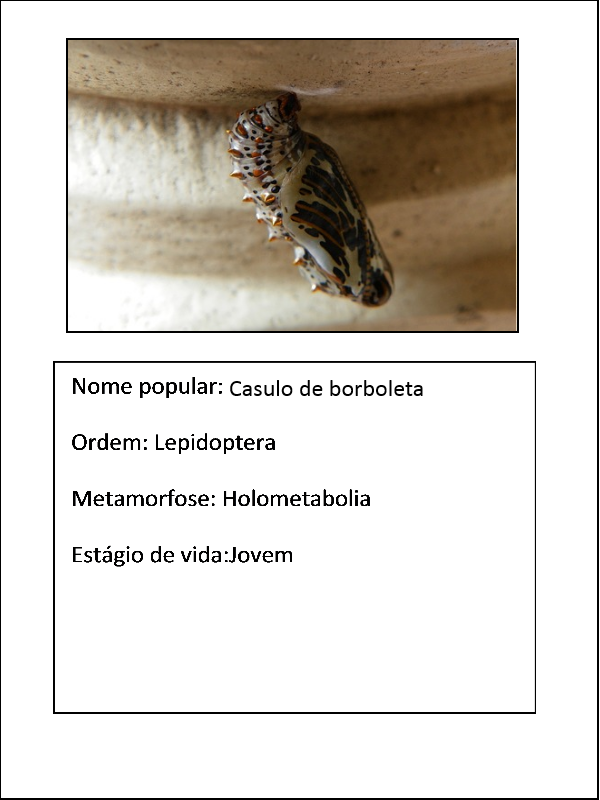 Nome popular: Casulo de borboleta
Ordem: Lepidoptera
Metamorfose: Holometabolia
Estágio de vida:Jovem